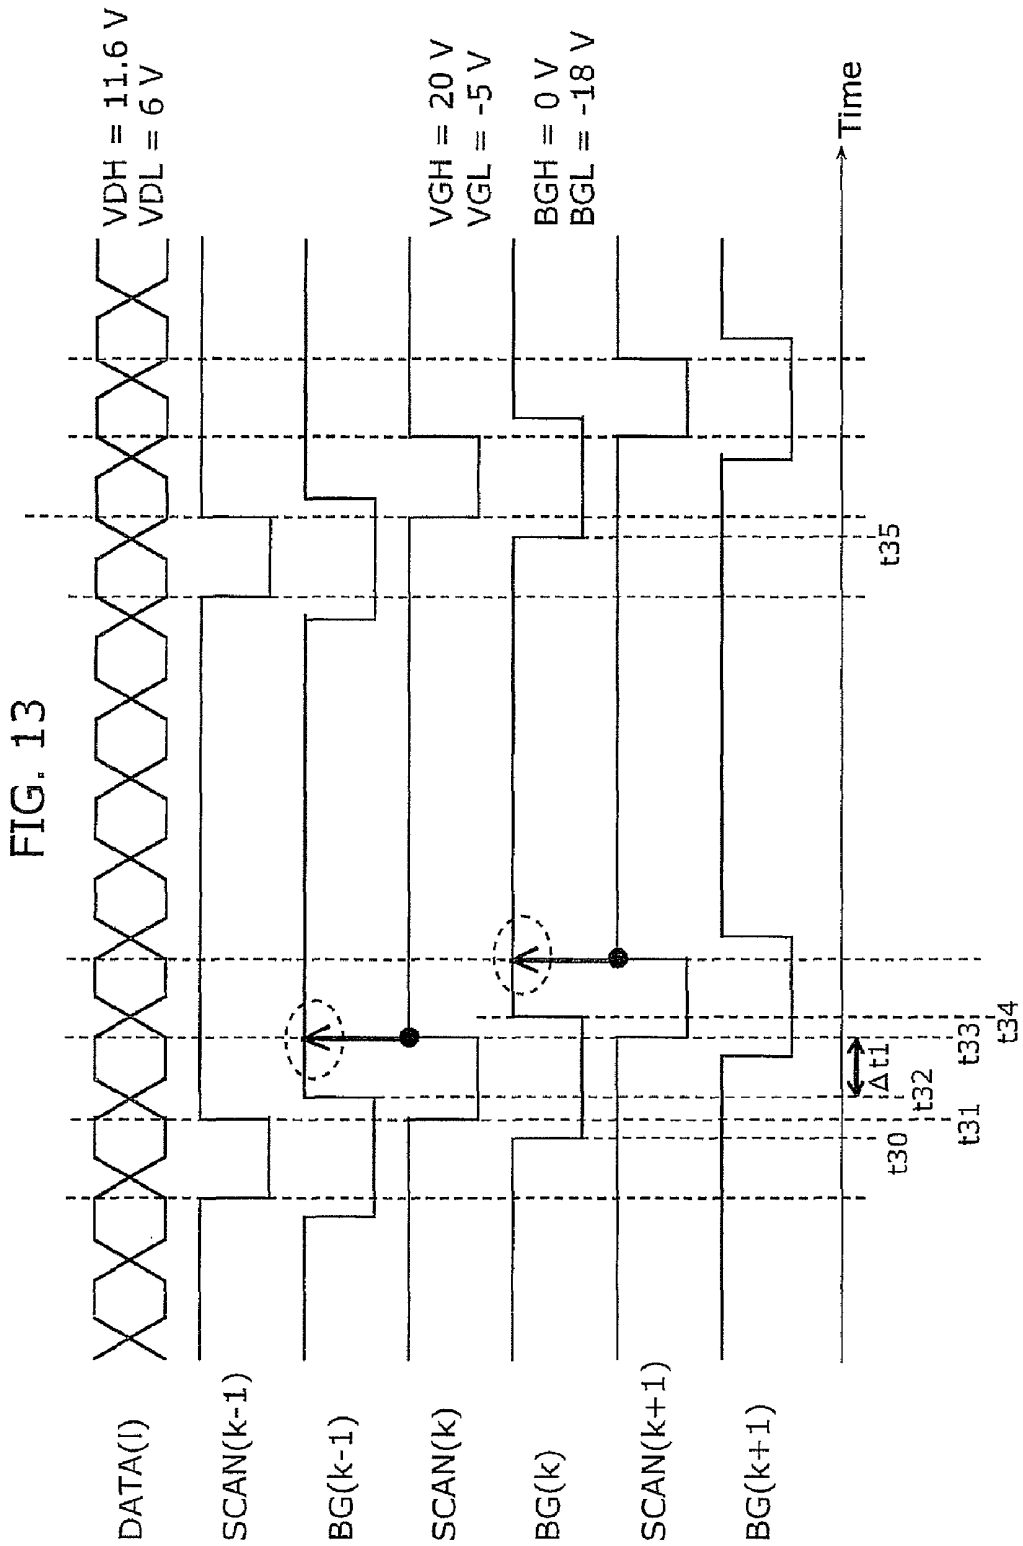 FIG. 13
DATA(l)
VDH = 11.6 V
VDL = 6 V
SCAN(k-1)
BG(k-1)
SCAN(k)
VGH = 20 V
VGL = -5 V
BG(k)
BGH = 0 V
BGL = -18 V
SCAN(k+1)
BG(k+1)
Time
Δt1
t30
t31
t32
t33
t34
t35